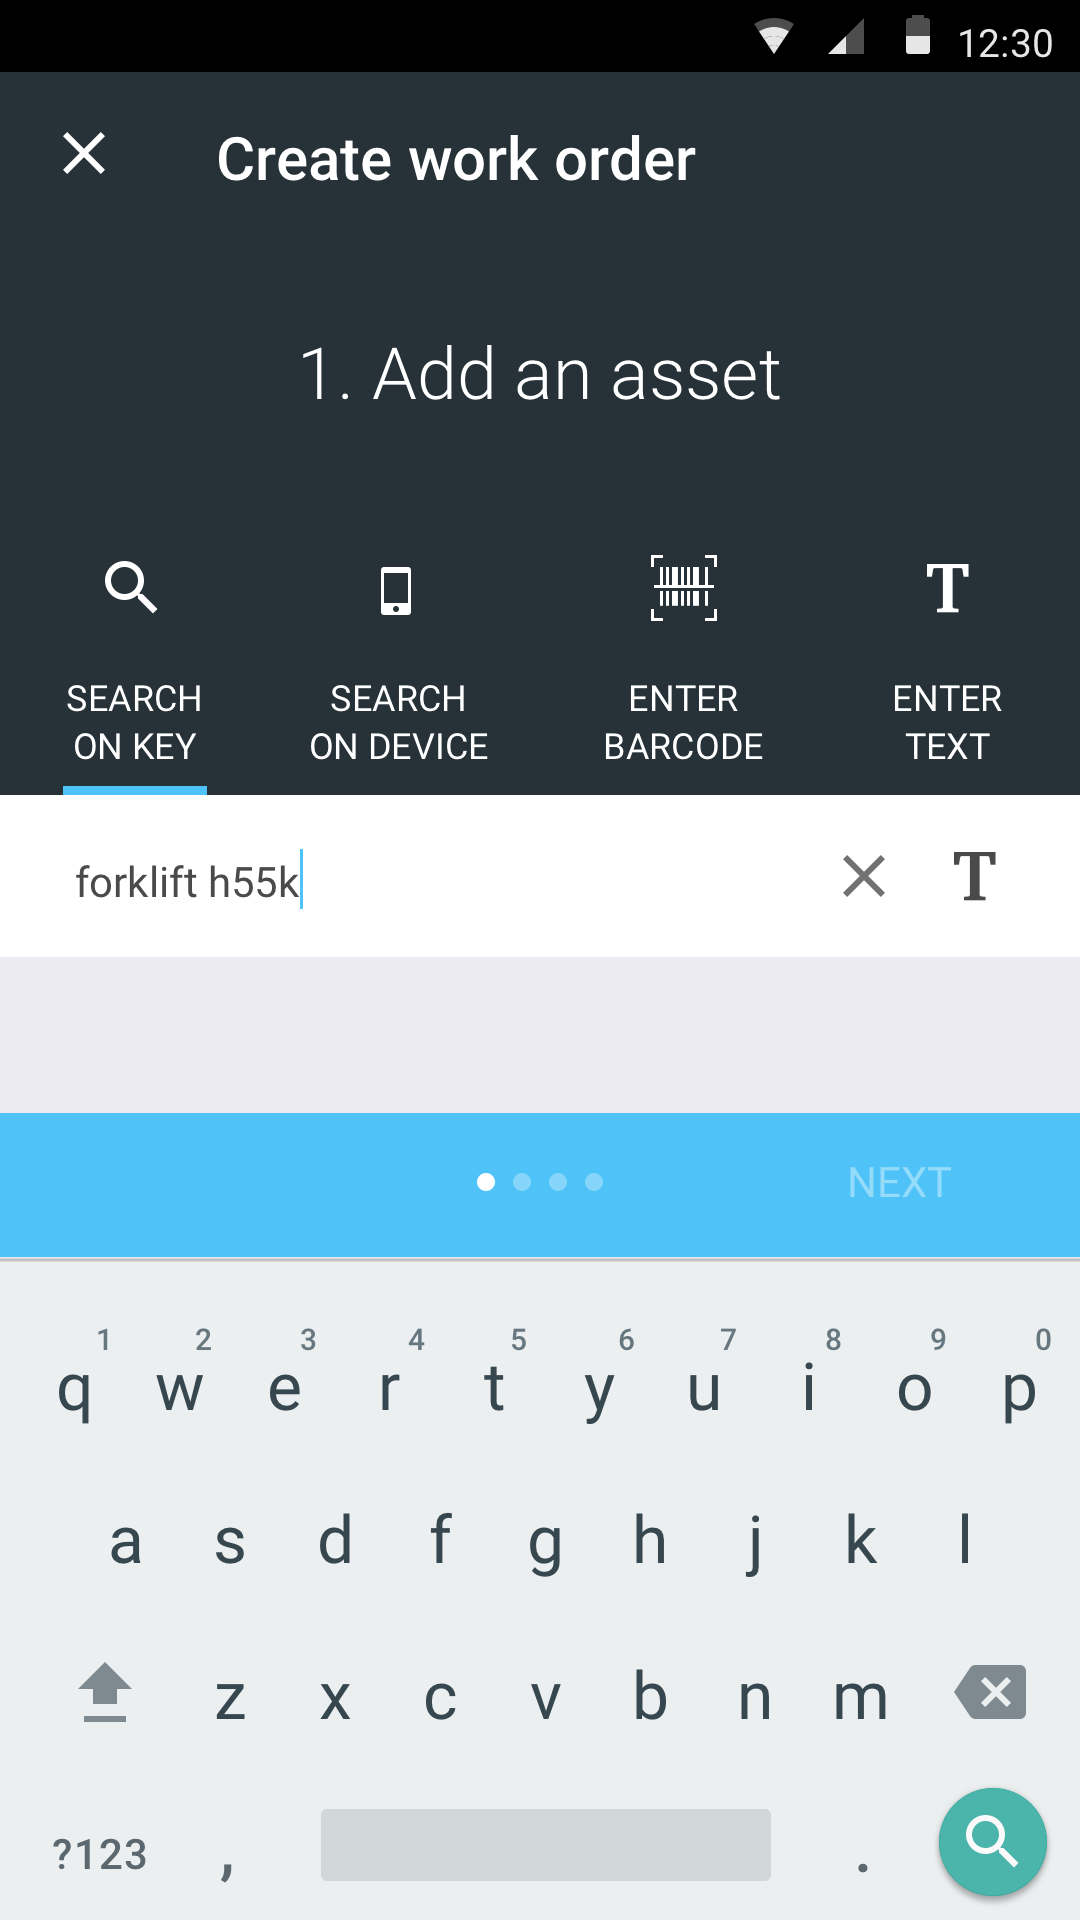 12:30
Create work order
1. Add an asset
T
SEARCH ON KEY
SEARCH ON DEVICE
ENTER BARCODE
ENTER TEXT
forklift h55k
T
NEXT
1 2 3 4 5 6 7 8 9 0
q w e r t y u i o p
a s d f g h j k l
z x c v b n m
?123 , .